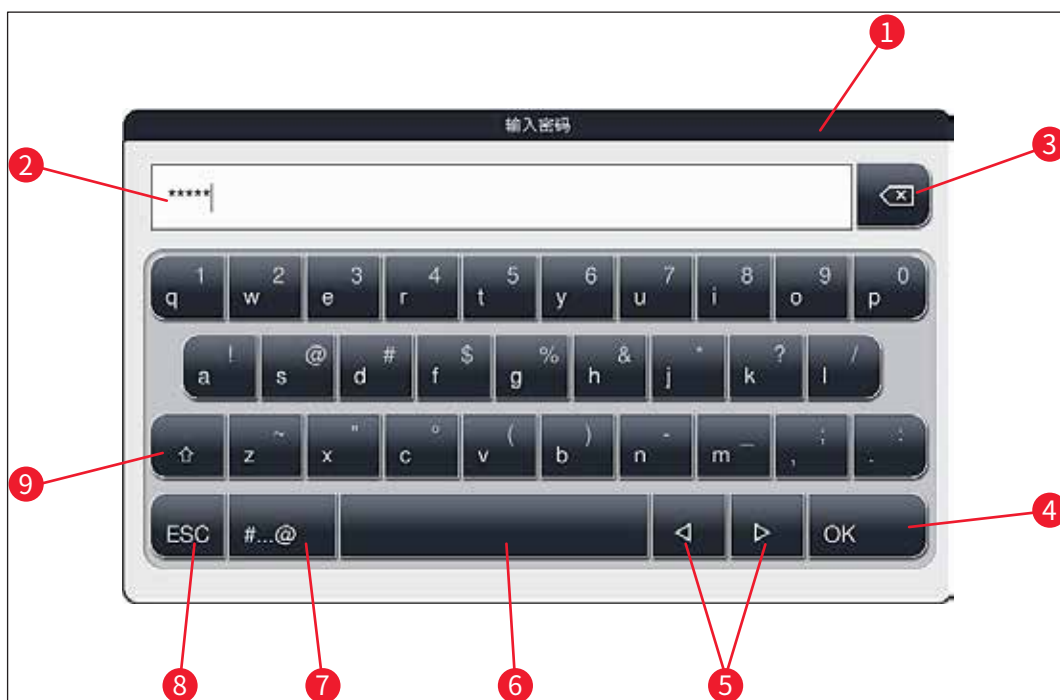 1
输入密码
3
2
*****
1 2 3 4 5 6 7 8 9 0
q w e r t y u i o p
! @ # $ % & * ? /
a s d f g h j k l
~ " ° ( ) - _ ; :
z x c v b n m , .
9
4
ESC #...@ OK
8 7 6 5